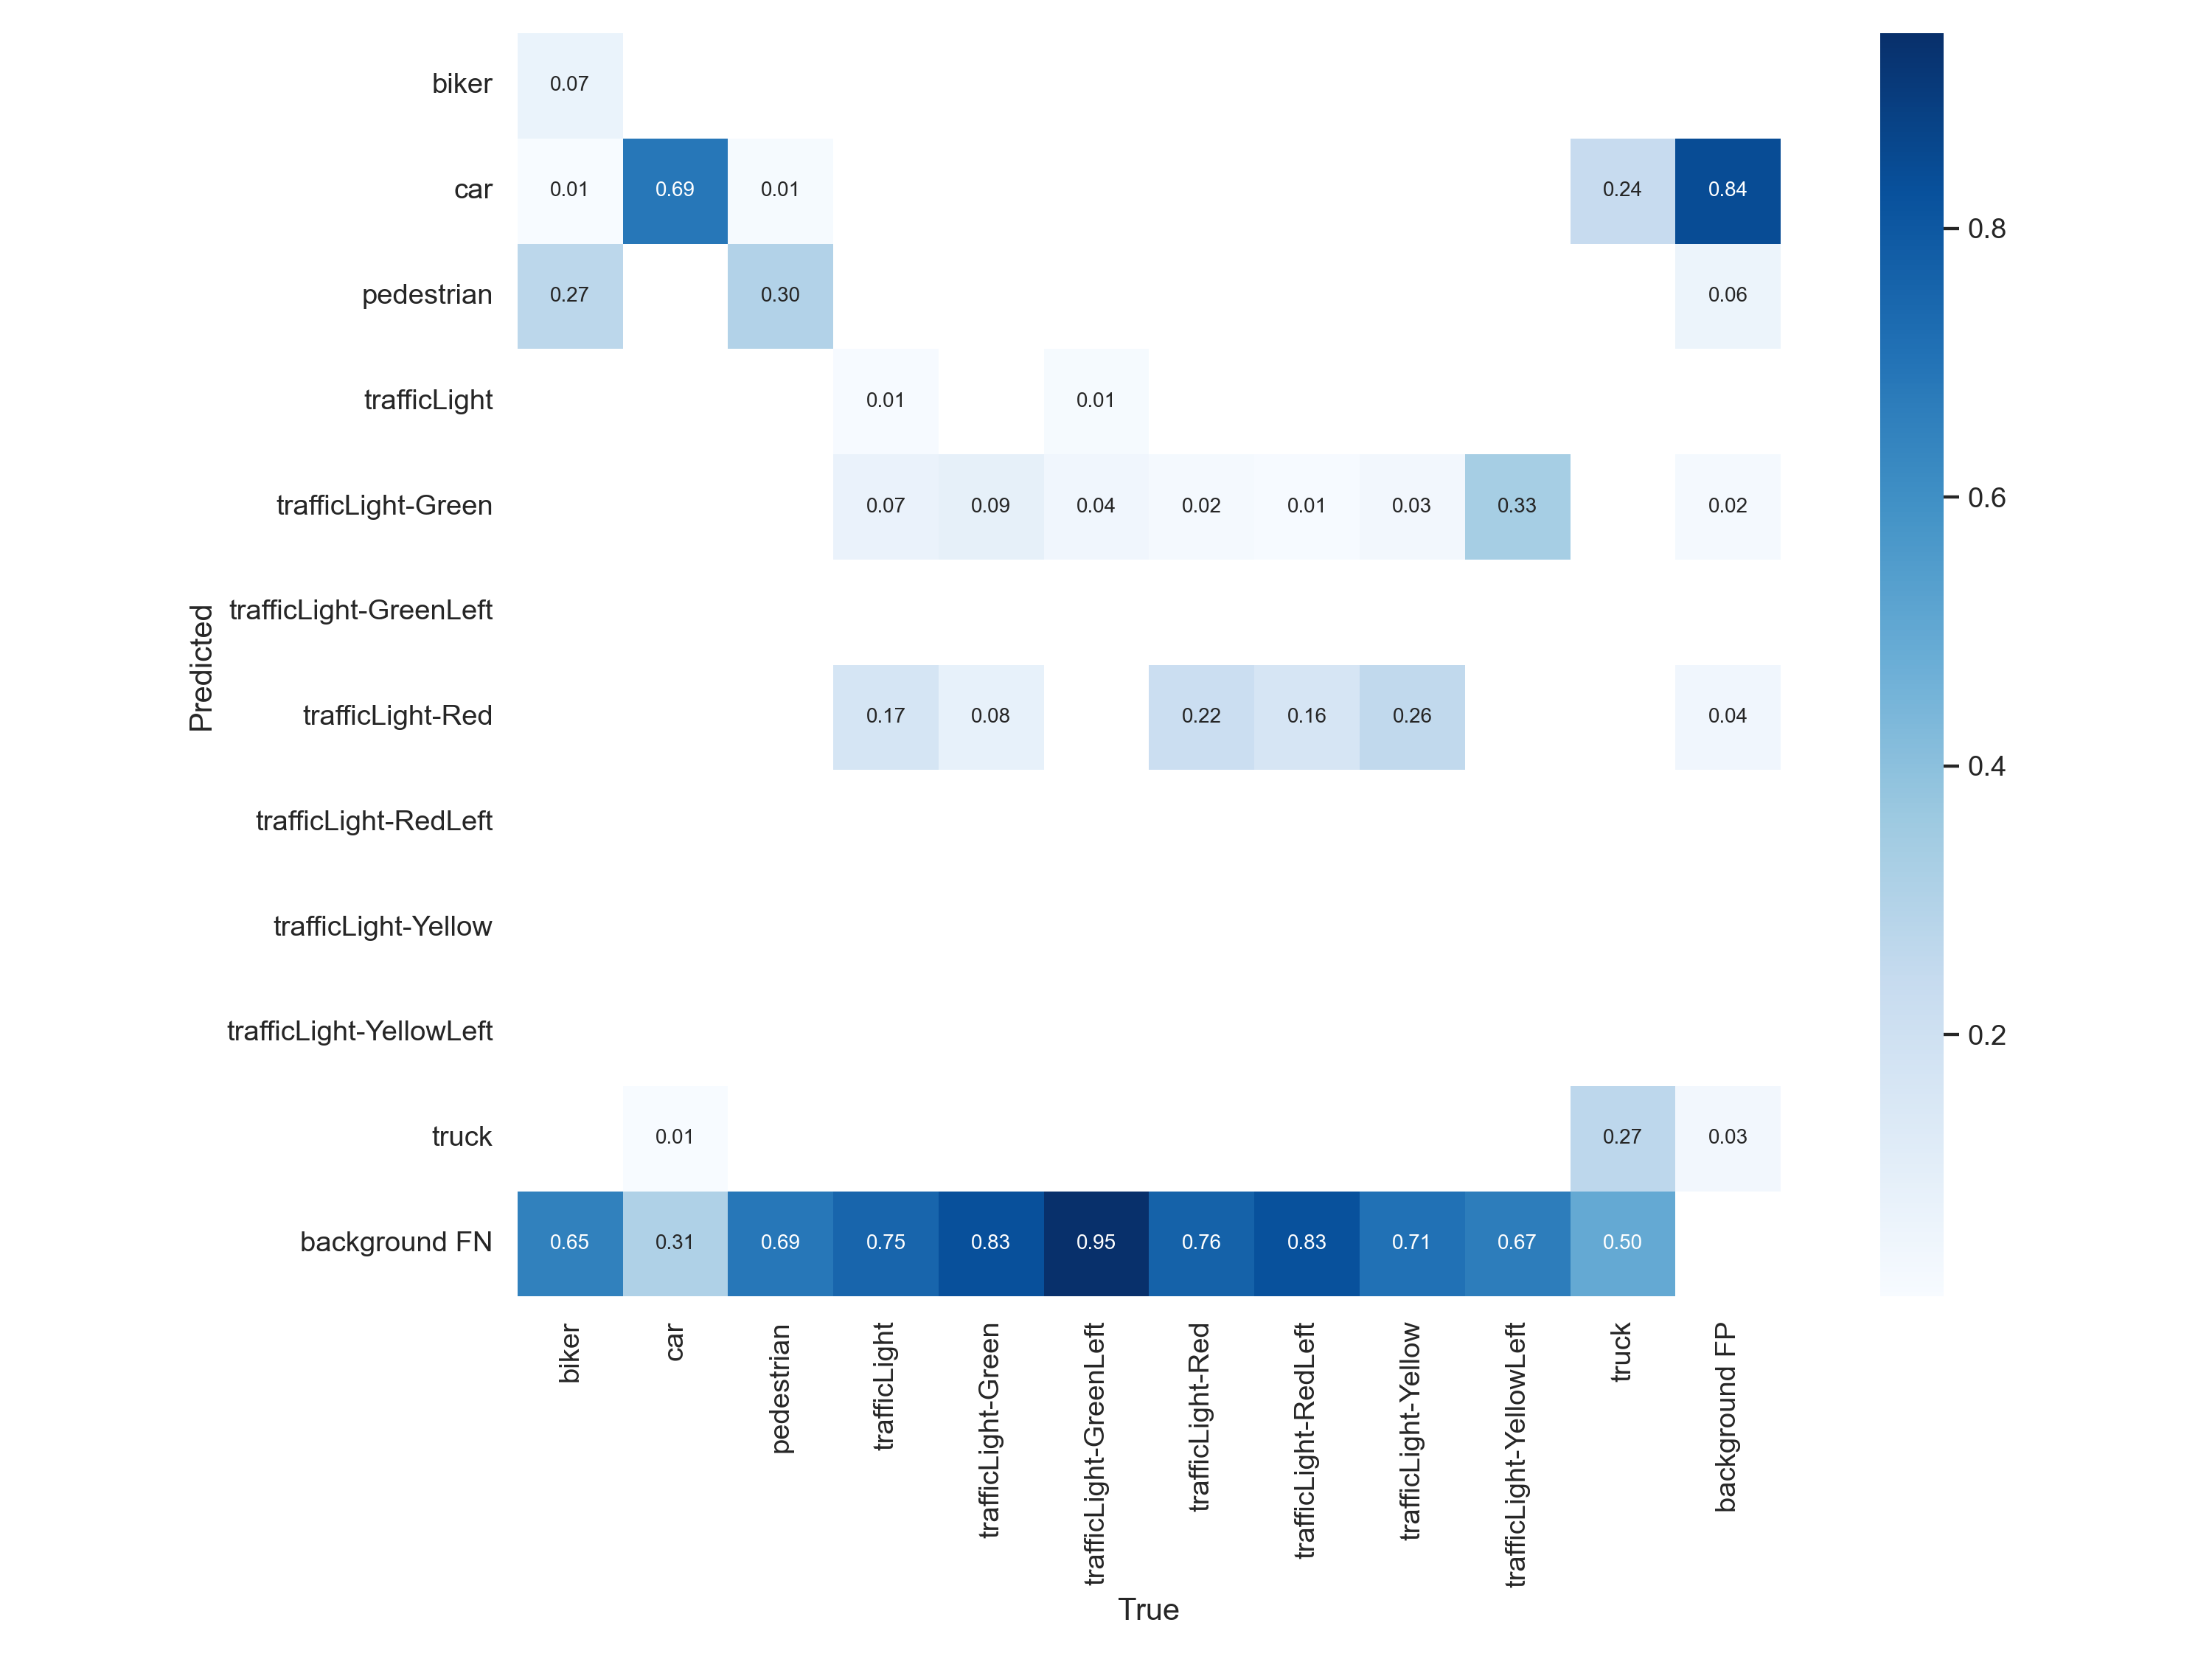 biker 0.07
car 0.01 0.69 0.01 0.24 0.84
pedestrian 0.27 0.30 0.06
trafficLight 0.01 0.01
trafficLight-Green 0.07 0.09 0.04 0.02 0.01 0.03 0.33 0.02
trafficLight-GreenLeft
trafficLight-Red 0.17 0.08 0.22 0.16 0.26 0.04
trafficLight-RedLeft
trafficLight-Yellow
trafficLight-YellowLeft
truck 0.01 0.27 0.03
background FN 0.65 0.31 0.69 0.75 0.83 0.95 0.76 0.83 0.71 0.67 0.50
Predicted
biker
car
pedestrian
trafficLight
trafficLight-Green
trafficLight-GreenLeft
trafficLight-Red
trafficLight-RedLeft
trafficLight-Yellow
trafficLight-YellowLeft
truck
background FP
True
0.8
0.6
0.4
0.2